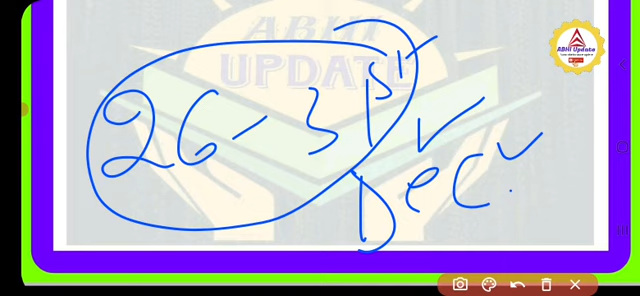 ABHI
UPDATE
ABHI Update
26-31st
Dec.